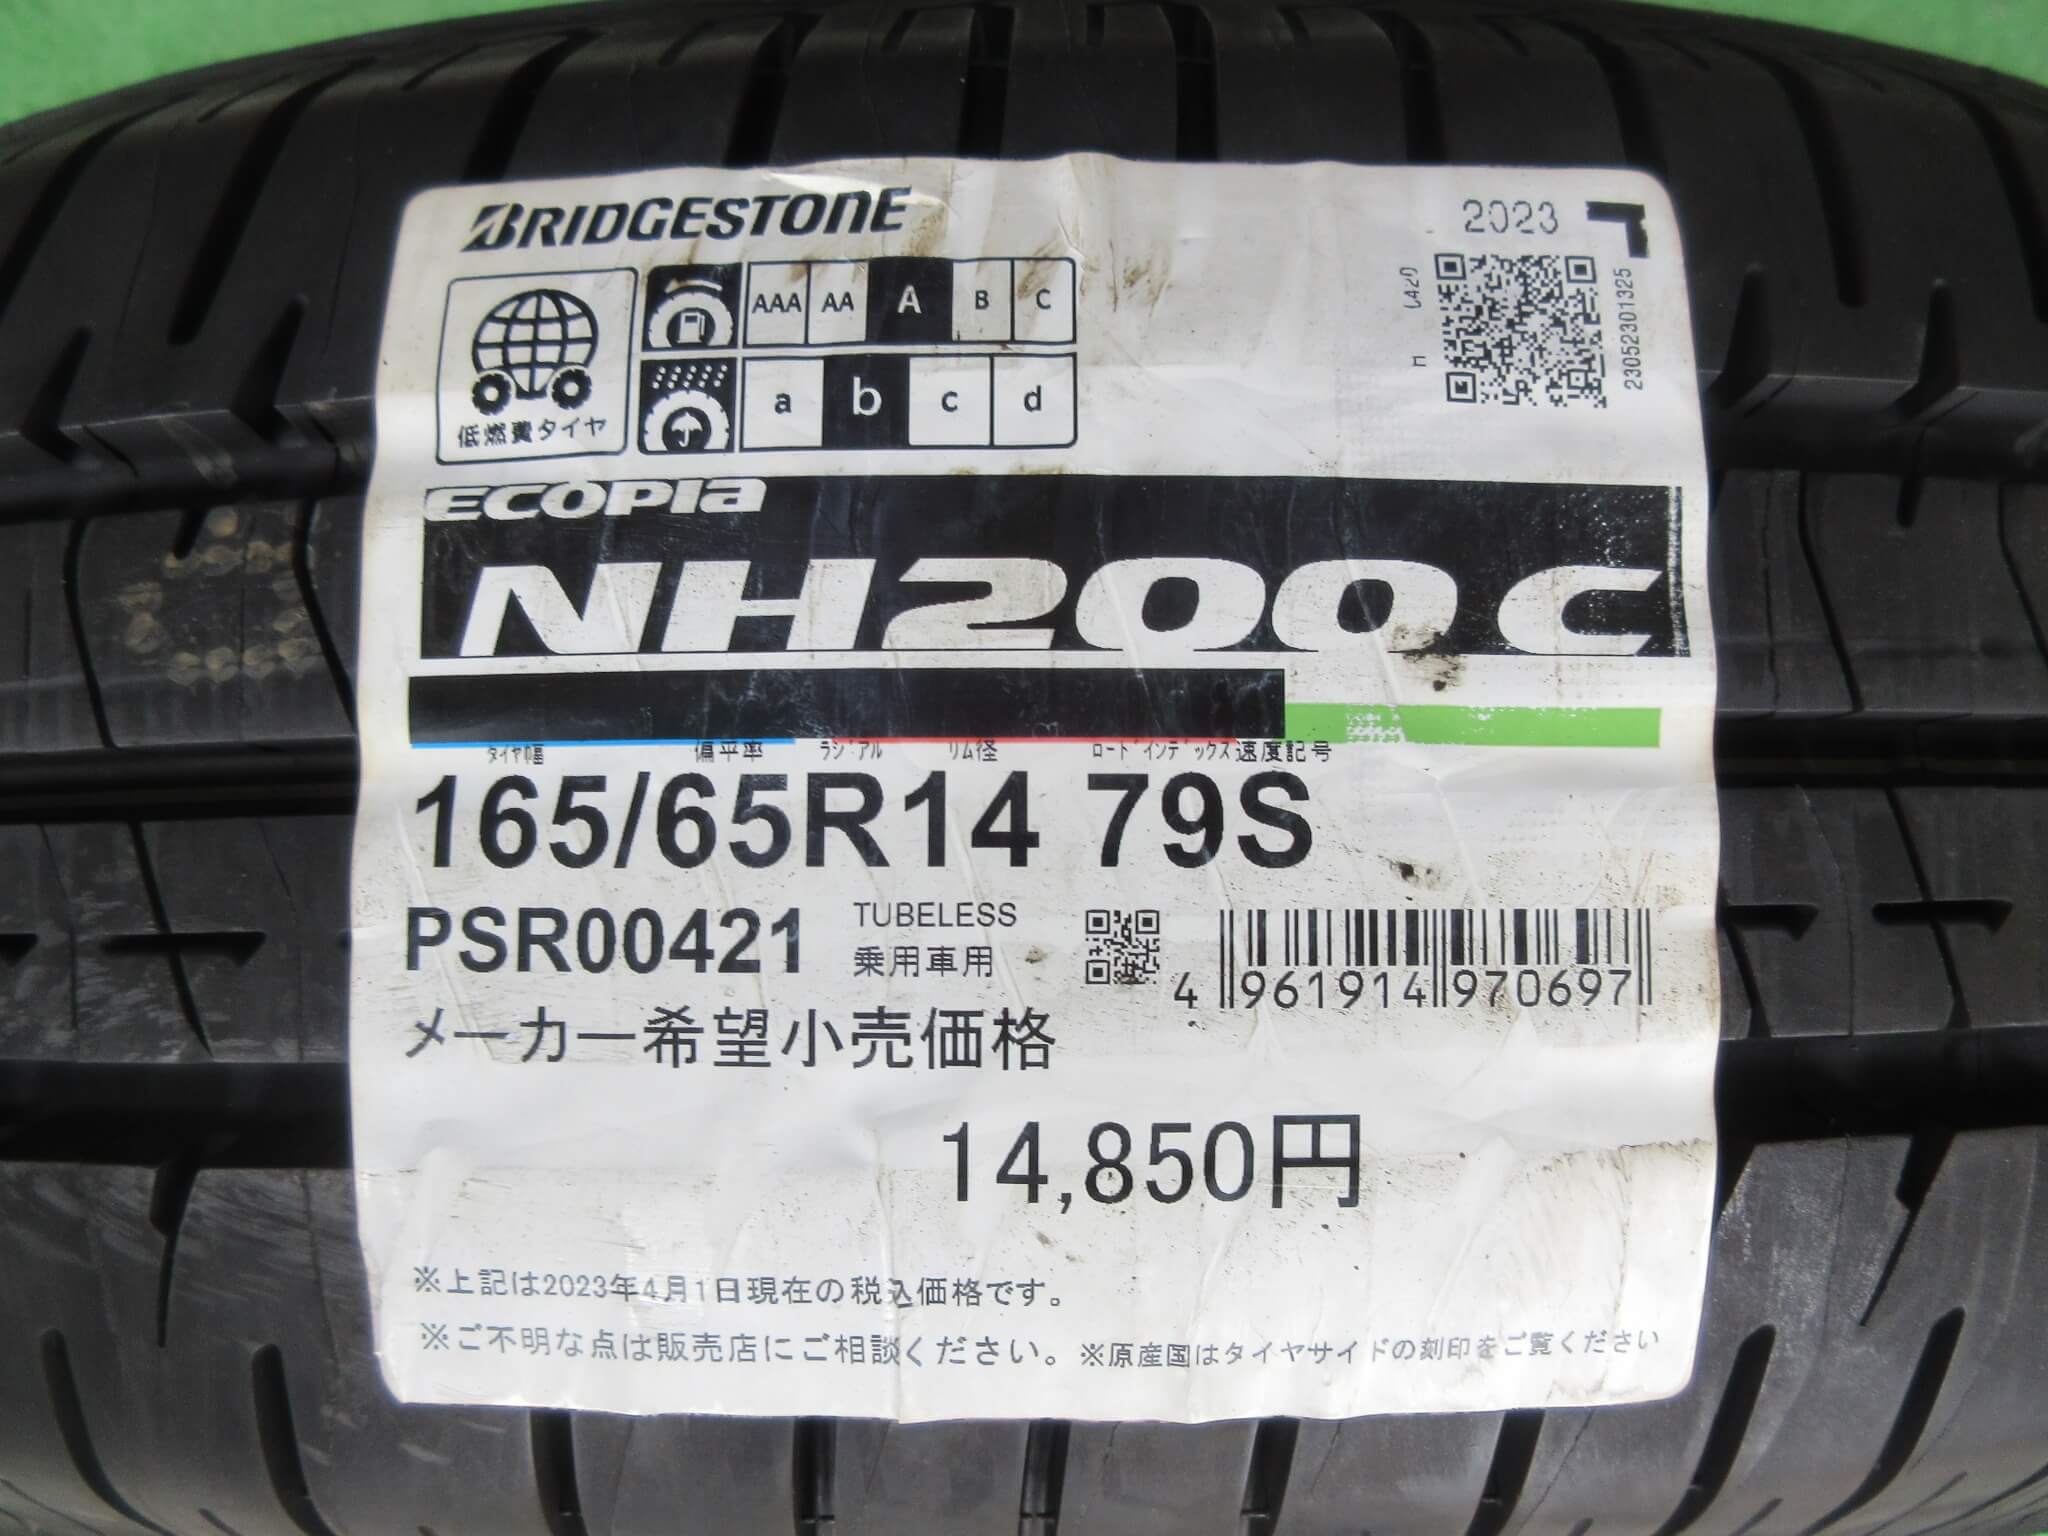 BRIDGESTONE
2023
低燃費タイヤ
AAA AA A B C
a b c d
23052301325
ECOPIA
NH200 C
タイヤ巾幅 偏平率 ラジアル リム径 ロードインデックス 速度記号
165/65R14 79S
PSR00421
TUBELESS
乗用車用
4 961914 970697
メーカー希望小売価格
14,850円
※上記は2023年4月1日現在の税込価格です。
※ご不明な点は販売店にご相談ください。 ※原産国はタイヤサイドの刻印をご覧ください